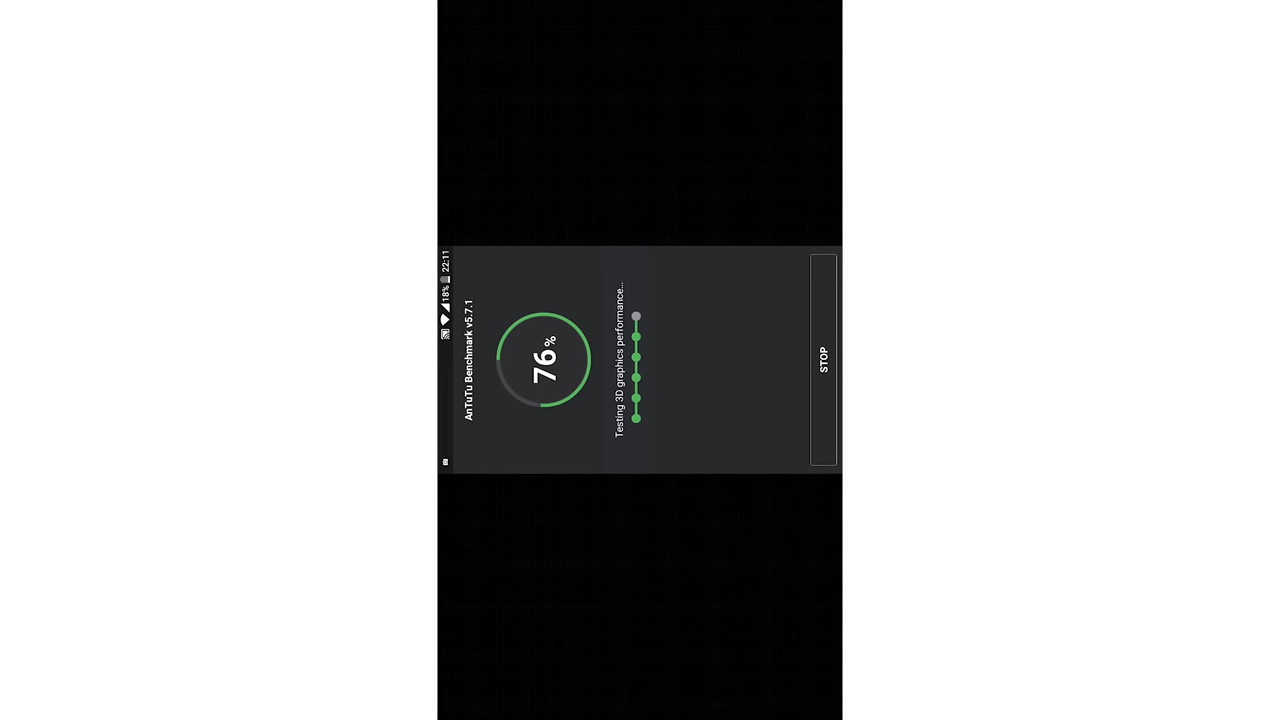 18% 22:11
AnTuTu Benchmark v5.7.1
76%
Testing 3D graphics performance...
STOP